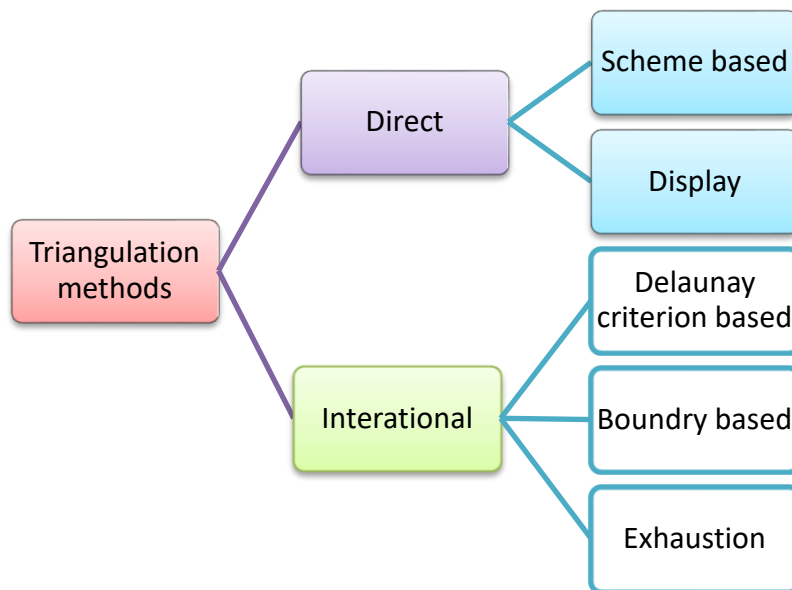 Triangulation
methods
Direct
Scheme based
Display
Interational
Delaunay
criterion based
Boundry based
Exhaustion